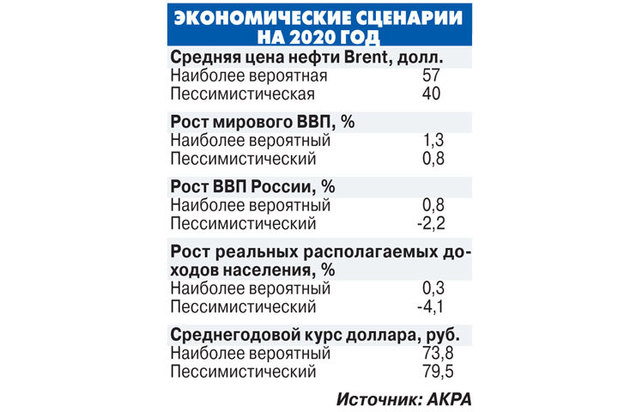 ЭКОНОМИЧЕСКИЕ СЦЕНАРИИ
НА 2020 ГОД
Средняя цена нефти Brent, долл.
Наиболее вероятная 57
Пессимистическая 40
Рост мирового ВВП, %
Наиболее вероятный 1,3
Пессимистический 0,8
Рост ВВП России, %
Наиболее вероятный 0,8
Пессимистический -2,2
Рост реальных располагаемых до-
ходов населения, %
Наиболее вероятный 0,3
Пессимистический -4,1
Среднегодовой курс доллара, руб.
Наиболее вероятный 73,8
Пессимистический 79,5
Источник: АКРА